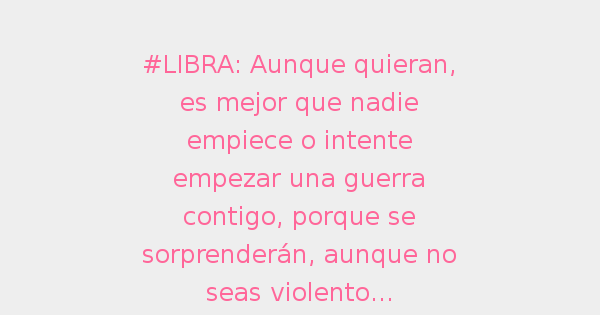 #LIBRA: Aunque quieran,
es mejor que nadie
empiece o intente
empezar una guerra
contigo, porque se
sorprenderán, aunque no
seas violento...